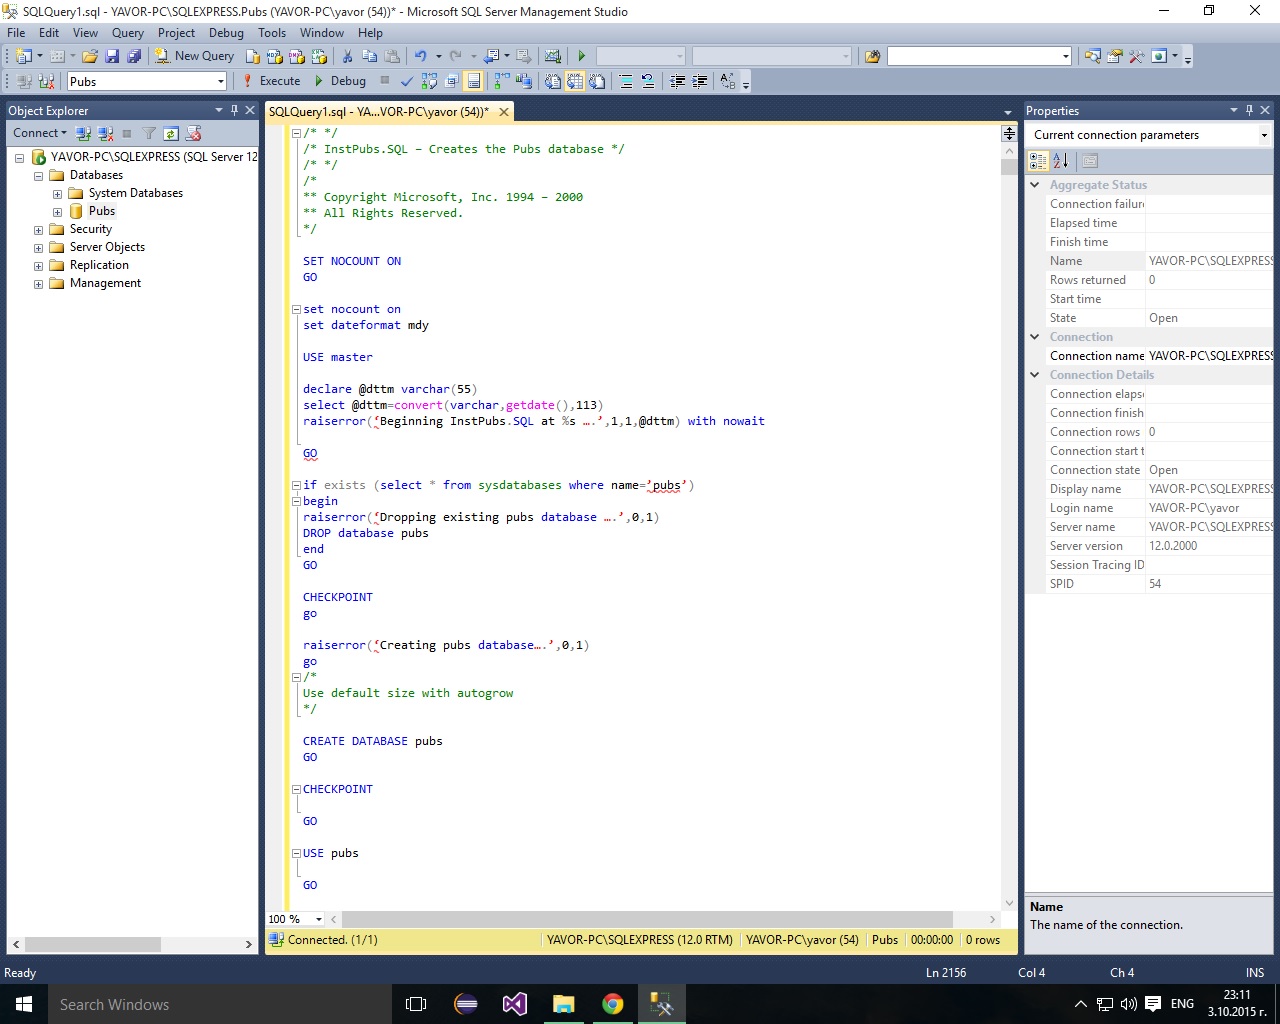 SQLQuery1.sql - YAVOR-PC\SQLEXPRESS.Pubs (YAVOR-PC\yavor (54))* - Microsoft SQL Server Management Studio
File Edit View Query Project Debug Tools Window Help
New Query
Pubs Execute Debug
Object Explorer
Connect
YAVOR-PC\SQLEXPRESS (SQL Server 12
Databases
System Databases
Pubs
Security
Server Objects
Replication
Management
SQLQuery1.sql - YA...VOR-PC\yavor (54))*
/* */
/* InstPubs.SQL – Creates the Pubs database */
/* */
/*
** Copyright Microsoft, Inc. 1994 – 2000
** All Rights Reserved.
*/
SET NOCOUNT ON
GO
set nocount on
set dateformat mdy
USE master
declare @dttm varchar(55)
select @dttm=convert(varchar,getdate(),113)
raiserror(‘Beginning InstPubs.SQL at %s ….’,1,1,@dttm) with nowait
GO
if exists (select * from sysdatabases where name=’pubs’)
begin
raiserror(‘Dropping existing pubs database ….’,0,1)
DROP database pubs
end
GO
CHECKPOINT
go
raiserror(‘Creating pubs database….’,0,1)
go
/*
Use default size with autogrow
*/
CREATE DATABASE pubs
GO
CHECKPOINT
GO
USE pubs
GO
100 %
Connected. (1/1) YAVOR-PC\SQLEXPRESS (12.0 RTM) YAVOR-PC\yavor (54) Pubs 00:00:00 0 rows
Properties
Current connection parameters
Aggregate Status
Connection failur
Elapsed time
Finish time
Name YAVOR-PC\SQLEXPRESS
Rows returned 0
Start time
State Open
Connection
Connection name YAVOR-PC\SQLEXPRESS
Connection Details
Connection elaps
Connection finish
Connection rows 0
Connection start t
Connection state Open
Display name YAVOR-PC\SQLEXPRESS
Login name YAVOR-PC\yavor
Server name YAVOR-PC\SQLEXPRESS
Server version 12.0.2000
Session Tracing ID
SPID 54
Name
The name of the connection.
Ready Ln 2156 Col 4 Ch 4 INS
Search Windows
ENG
23:11
3.10.2015 г.